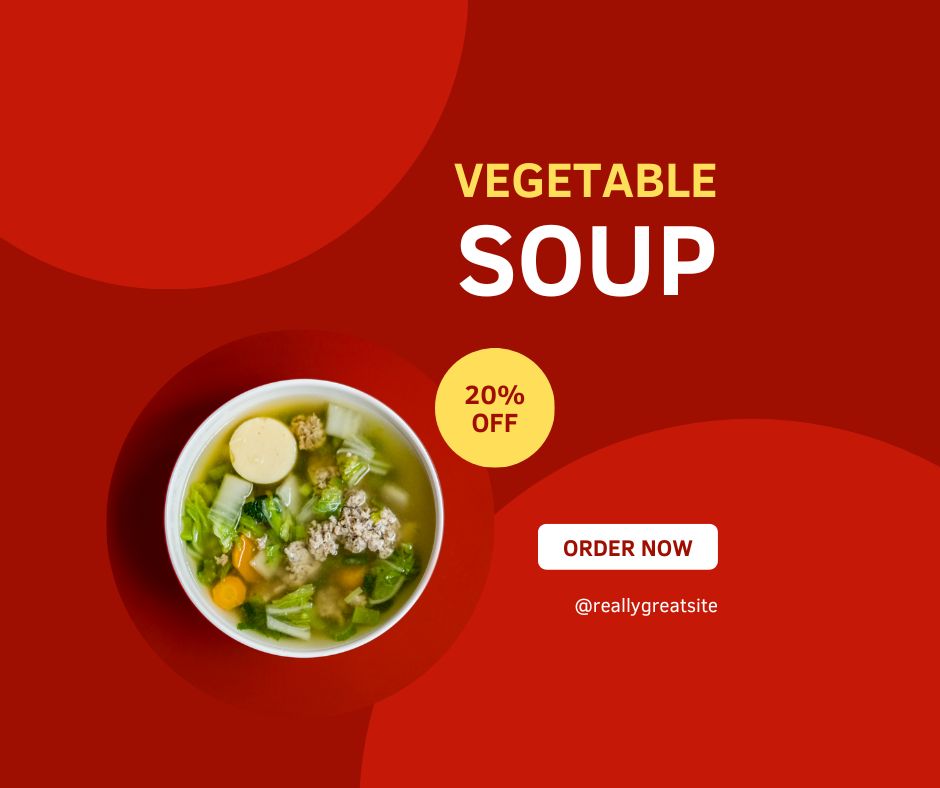 VEGETABLE
SOUP
20%
OFF
ORDER NOW
@reallygreatsite